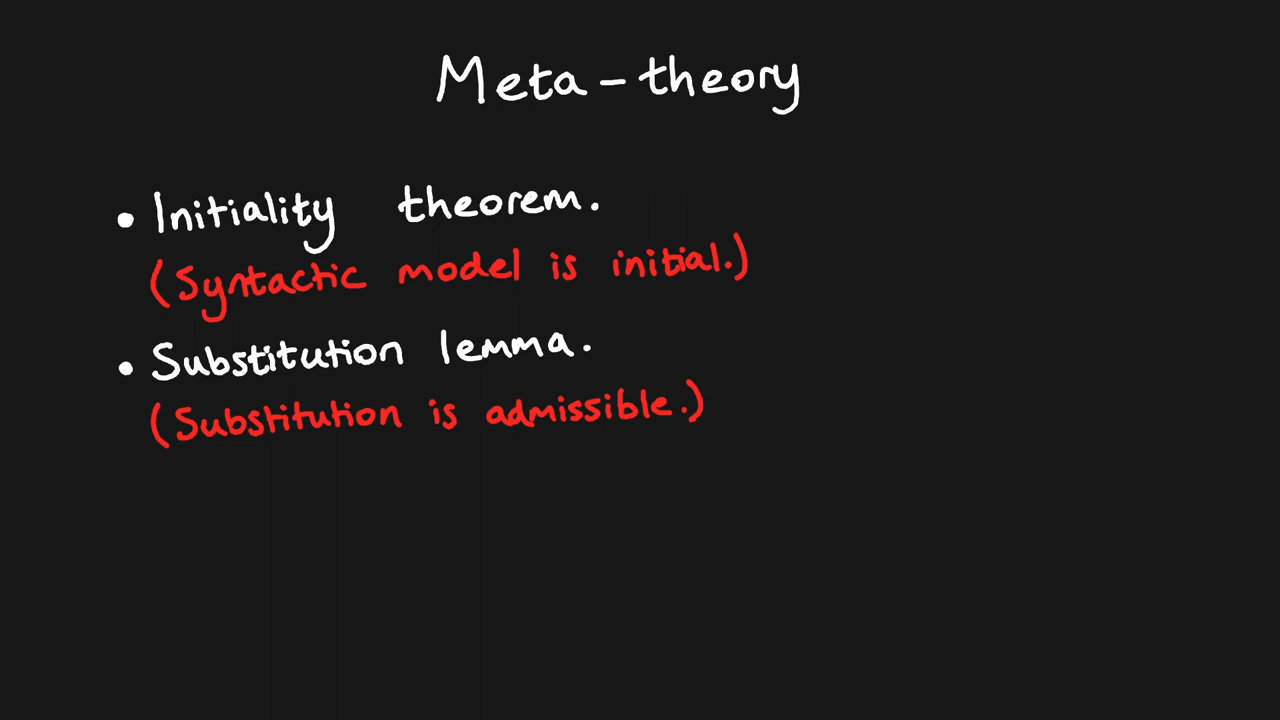 Meta-theory
• Initiality theorem.
(Syntactic model is initial.)
• Substitution lemma.
(Substitution is admissible.)